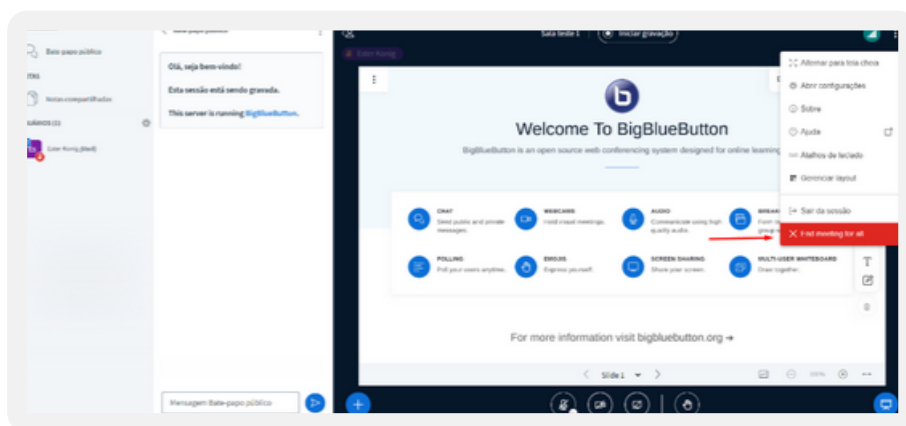 Bate-papo público
Notas compartilhadas
Olá, seja bem-vindo!
Esta sessão está sendo gravada.
This server is running BigBlueButton.
Mensagem Bate-papo público
Sala teste 1
Iniciar gravação
Welcome To BigBlueButton
BigBlueButton is an open source web conferencing system designed for online learning
CHAT
Send public and private
messages.
WEBCAMS
Hold visual meetings.
AUDIO
Communicate using high
quality audio.
POLLING
Poll your users anytime.
EMOJIS
Express yourself.
SCREEN SHARING
Share your screen.
MULTI-USER WHITEBOARD
Draw together.
For more information visit bigbluebutton.org →
Slide 1
100%
Alternar para tela cheia
Abrir configurações
Sobre
Ajuda
Atalhos de teclado
Gerenciar layout
Sair da sessão
End meeting for all